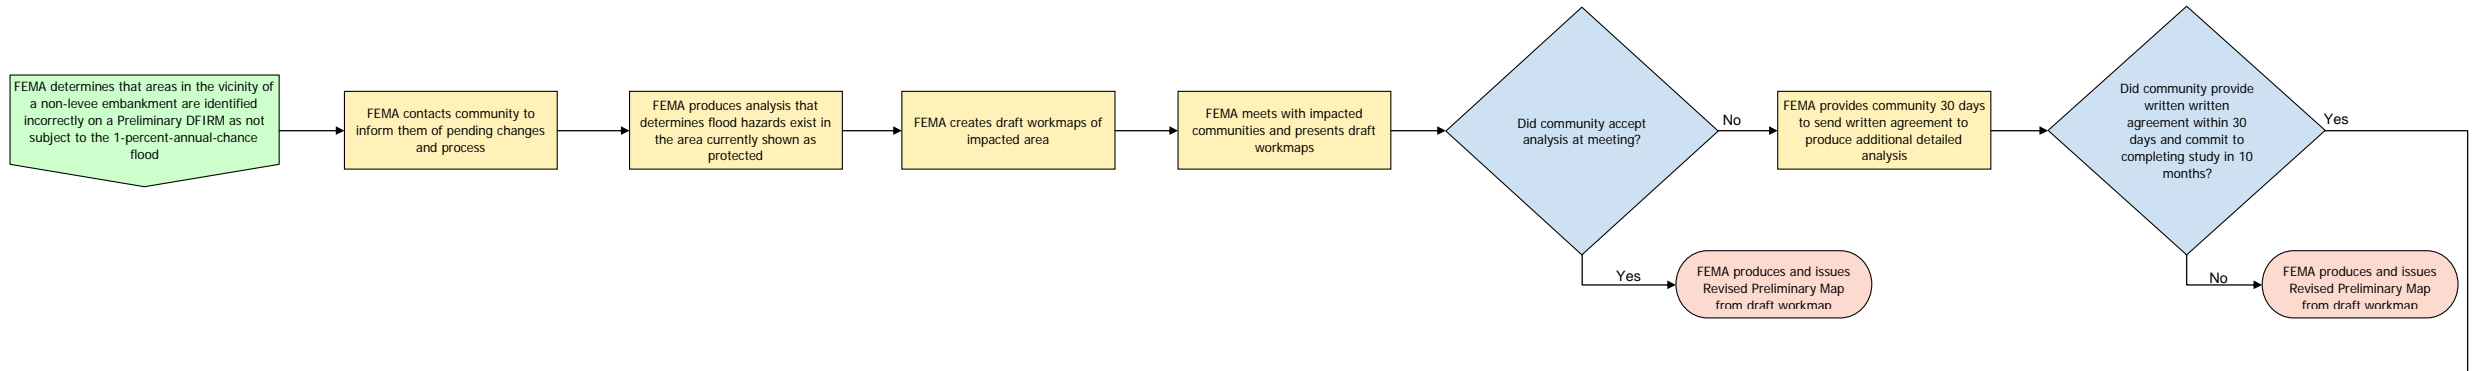 FEMA determines that areas in the vicinity of
a non-levee embankment are identified
incorrectly on a Preliminary DFIRM as not
subject to the 1-percent-annual-chance
flood
FEMA contacts community to
inform them of pending changes
and process
FEMA produces analysis that
determines flood hazards exist in
the area currently shown as
protected
FEMA creates draft workmaps of
impacted area
FEMA meets with impacted
communities and presents draft
workmaps
Did community accept
analysis at meeting?
No
Yes
FEMA produces and issues
Revised Preliminary Map
from draft workmap
FEMA provides community 30 days
to send written agreement to
produce additional detailed
analysis
Did community provide
written written
agreement within 30
days and commit to
completing study in 10
months?
Yes
No
FEMA produces and issues
Revised Preliminary Map
from draft workmap